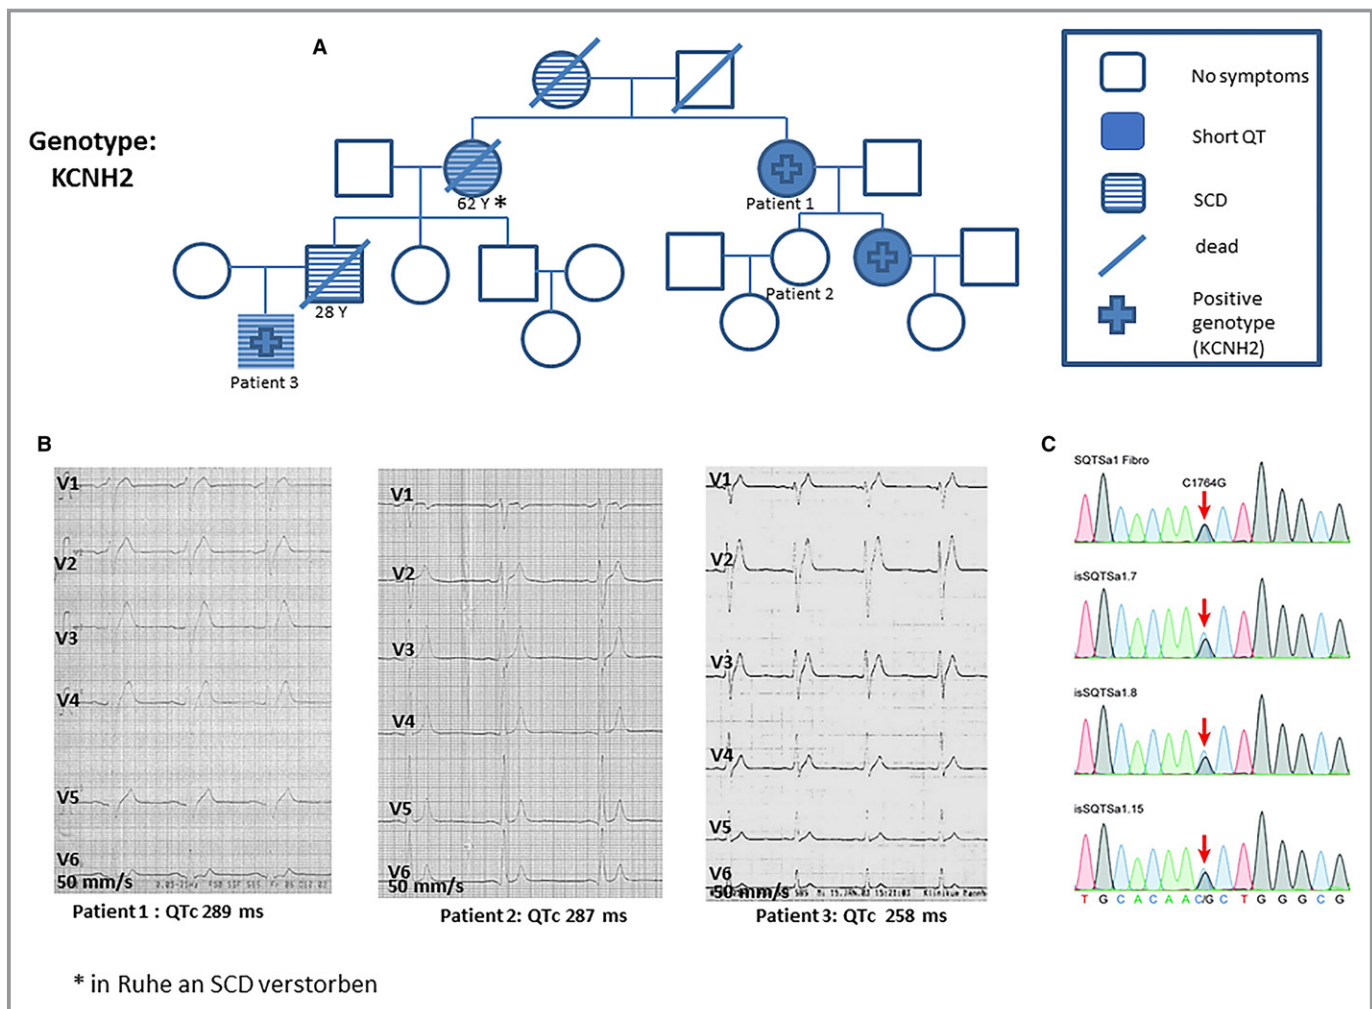 A
Genotype:
KCNH2
62 Y *
Patient 1
Patient 2
28 Y
Patient 3
No symptoms
Short QT
SCD
dead
Positive
genotype
(KCNH2)
B
V1
V2
V3
V4
V5
V6
50 mm/s
Patient 1 : QTc 289 ms
V1
V2
V3
V4
V5
V6
50 mm/s
Patient 2: QTc 287 ms
V1
V2
V3
V4
V5
V6
50 mm/s
Patient 3: QTc 258 ms
C
SQTSa1 Fibro
C1764G
isSQTSa1.7
isSQTSa1.8
isSQTSa1.15
T G C A C A A C/G C T G G G C G
* in Ruhe an SCD verstorben